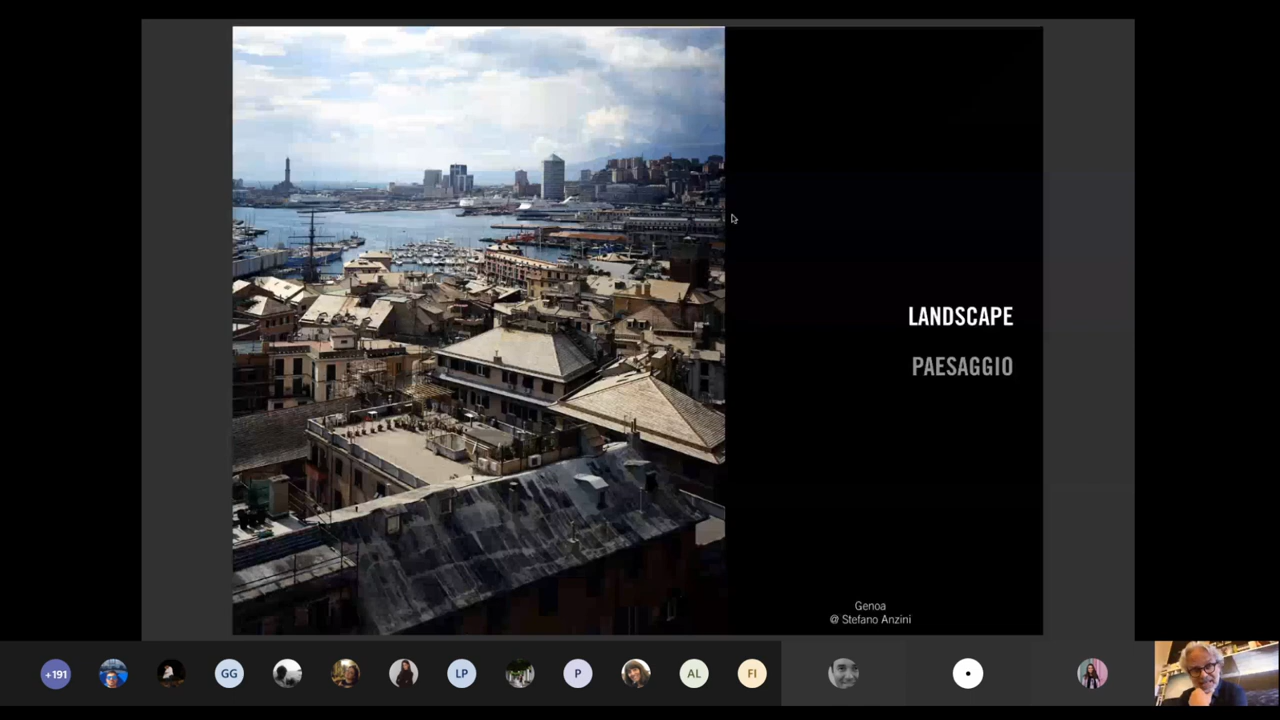 LANDSCAPE
PAESAGGIO
Genoa
@ Stefano Anzini
+191
GG
LP
P
AL
FI